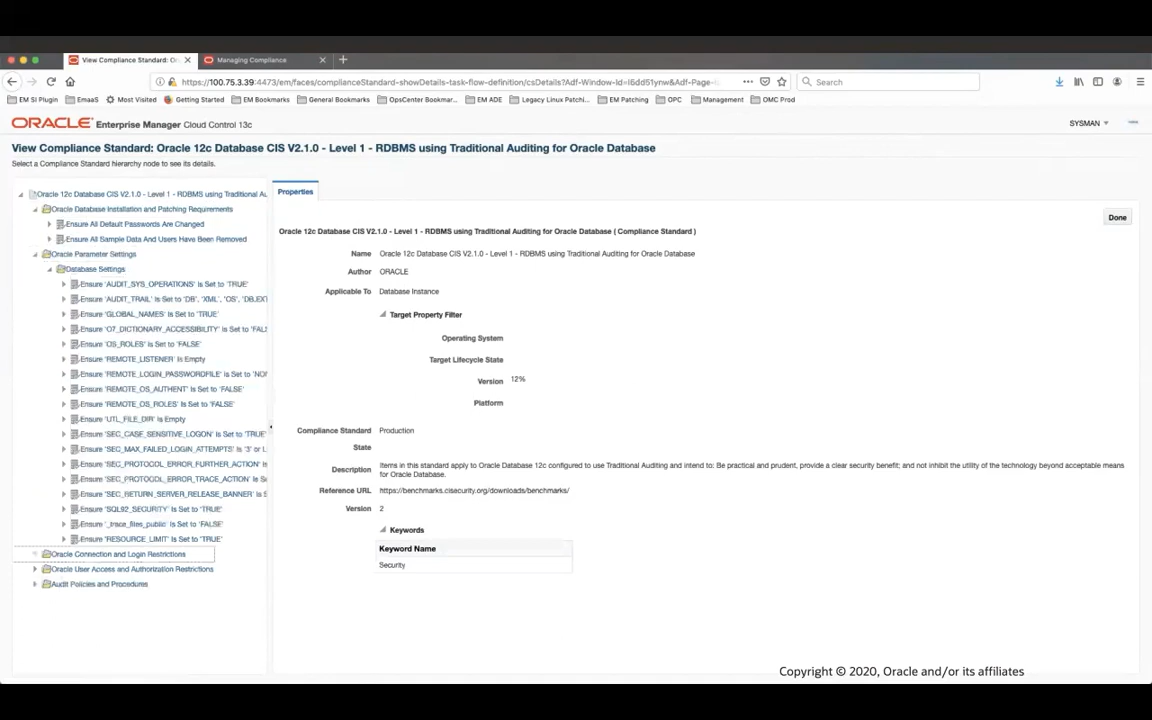 View Compliance Standard: Or
Managing Compliance
https://100.75.3.39:4473/em/faces/complianceStandard-showDetails-task-flow-definition/csDetails?Adf-Window-Id=
Search
EM SI Plugin
EmaaS
Most Visited
Getting Started
EM Bookmarks
General Bookmarks
OpsCenter Bookmar...
EM ADE
Legacy Linux Patchi...
EM Patching
OPC
Management
OMC Prod
ORACLE Enterprise Manager Cloud Control 13c
SYSMAN
View Compliance Standard: Oracle 12c Database CIS V2.1.0 - Level 1 - RDBMS using Traditional Auditing for Oracle Database
Select a Compliance Standard hierarchy node to see its details.
Oracle 12c Database CIS V2.1.0 - Level 1 - RDBMS using Traditional Au
Oracle Database Installation and Patching Requirements
Ensure All Default Passwords Are Changed
Ensure All Sample Data And Users Have Been Removed
Oracle Parameter Settings
Database Settings
Ensure 'AUDIT_SYS_OPERATIONS' Is Set to 'TRUE'
Ensure 'AUDIT_TRAIL' Is Set to 'DB', 'XML', 'OS', 'DB,EXT
Ensure 'GLOBAL_NAMES' Is Set to 'TRUE'
Ensure 'O7_DICTIONARY_ACCESSIBILITY' Is Set to 'FALS
Ensure 'OS_ROLES' Is Set to 'FALSE'
Ensure 'REMOTE_LISTENER' Is Empty
Ensure 'REMOTE_LOGIN_PASSWORDFILE' Is Set to 'NON
Ensure 'REMOTE_OS_AUTHENT' Is Set to 'FALSE'
Ensure 'REMOTE_OS_ROLES' Is Set to 'FALSE'
Ensure 'UTL_FILE_DIR' Is Empty
Ensure 'SEC_CASE_SENSITIVE_LOGON' Is Set to 'TRUE'
Ensure 'SEC_MAX_FAILED_LOGIN_ATTEMPTS' Is '3' or L
Ensure 'SEC_PROTOCOL_ERROR_FURTHER_ACTION' Is
Ensure 'SEC_PROTOCOL_ERROR_TRACE_ACTION' Is Se
Ensure 'SEC_RETURN_SERVER_RELEASE_BANNER' Is S
Ensure 'SQL92_SECURITY' Is Set to 'TRUE'
Ensure '_trace_files_public' Is Set to 'FALSE'
Ensure 'RESOURCE_LIMIT' Is Set to 'TRUE'
Oracle Connection and Login Restrictions
Oracle User Access and Authorization Restrictions
Audit Policies and Procedures
Properties
Done
Oracle 12c Database CIS V2.1.0 - Level 1 - RDBMS using Traditional Auditing for Oracle Database ( Compliance Standard )
Name Oracle 12c Database CIS V2.1.0 - Level 1 - RDBMS using Traditional Auditing for Oracle Database
Author ORACLE
Applicable To Database Instance
Target Property Filter
Operating System
Target Lifecycle State
Version 12%
Platform
Compliance Standard Production
State
Description Items in this standard apply to Oracle Database 12c configured to use Traditional Auditing and intend to: Be practical and prudent, provide a clear security benefit; and not inhibit the utility of the technology beyond acceptable means
for Oracle Database.
Reference URL https://benchmarks.cisecurity.org/downloads/benchmarks/
Version 2
Keywords
Keyword Name
Security
Copyright © 2020, Oracle and/or its affiliates